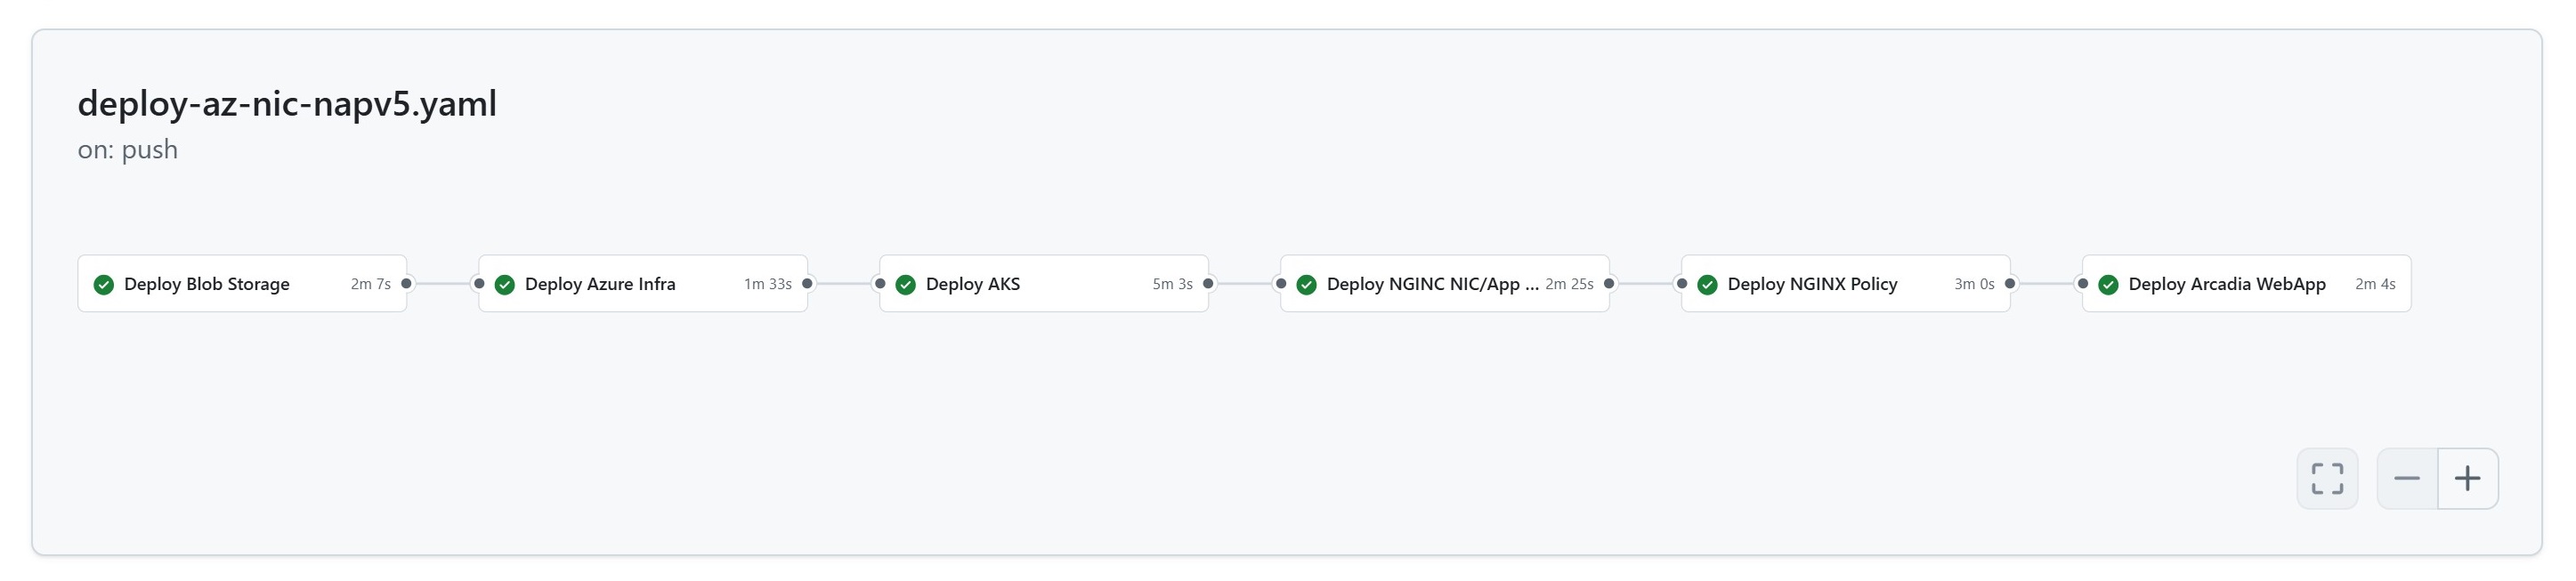 deploy-az-nic-napv5.yaml
on: push
Deploy Blob Storage 2m 7s
Deploy Azure Infra 1m 33s
Deploy AKS 5m 3s
Deploy NGINC NIC/App ... 2m 25s
Deploy NGINX Policy 3m 0s
Deploy Arcadia WebApp 2m 4s